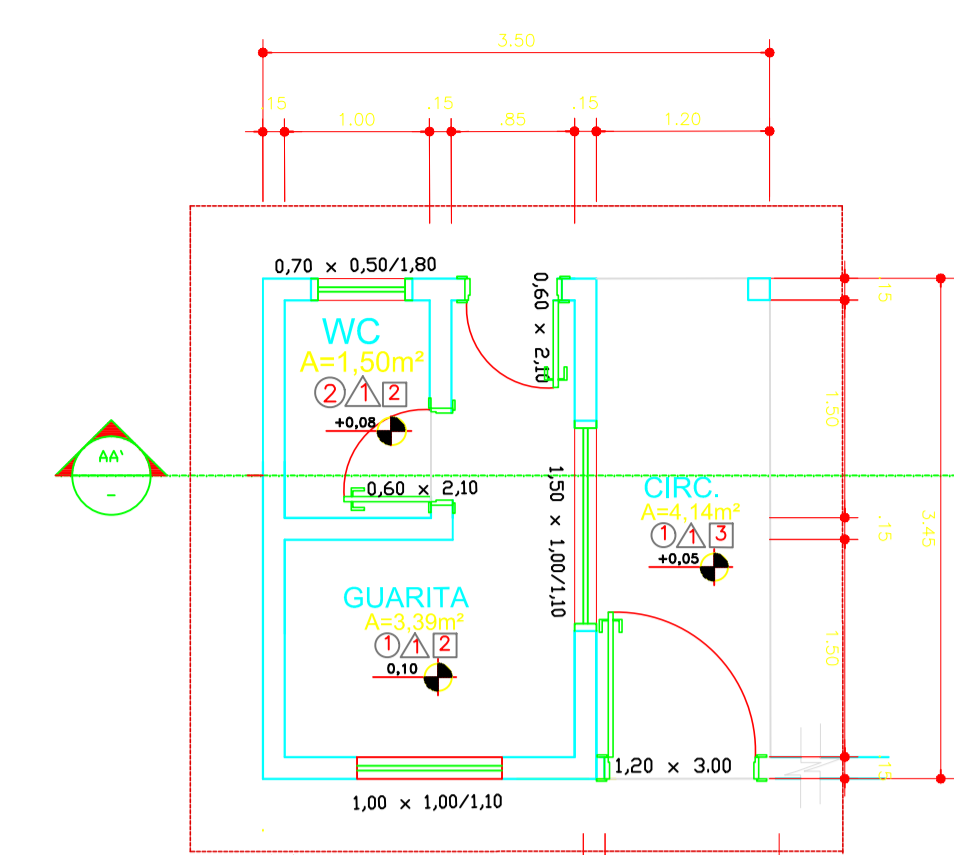 3.50
.15
1.00
.15
.85
.15
1.20
0,70 x 0,50/1,80
0,60 x 2,10
.15
WC
A=1,50m²
2 1 2
+0,08
1.50
AA'
-
0,60 x 2,10
1,50 x 1,00/1,10
CIRC.
A=4,14m²
1 1 3
+0,05
.15
3.45
GUARITA
A=3,39m²
1 1 2
0,10
1.50
1,20 x 3.00
.15
1,00 x 1,00/1,10